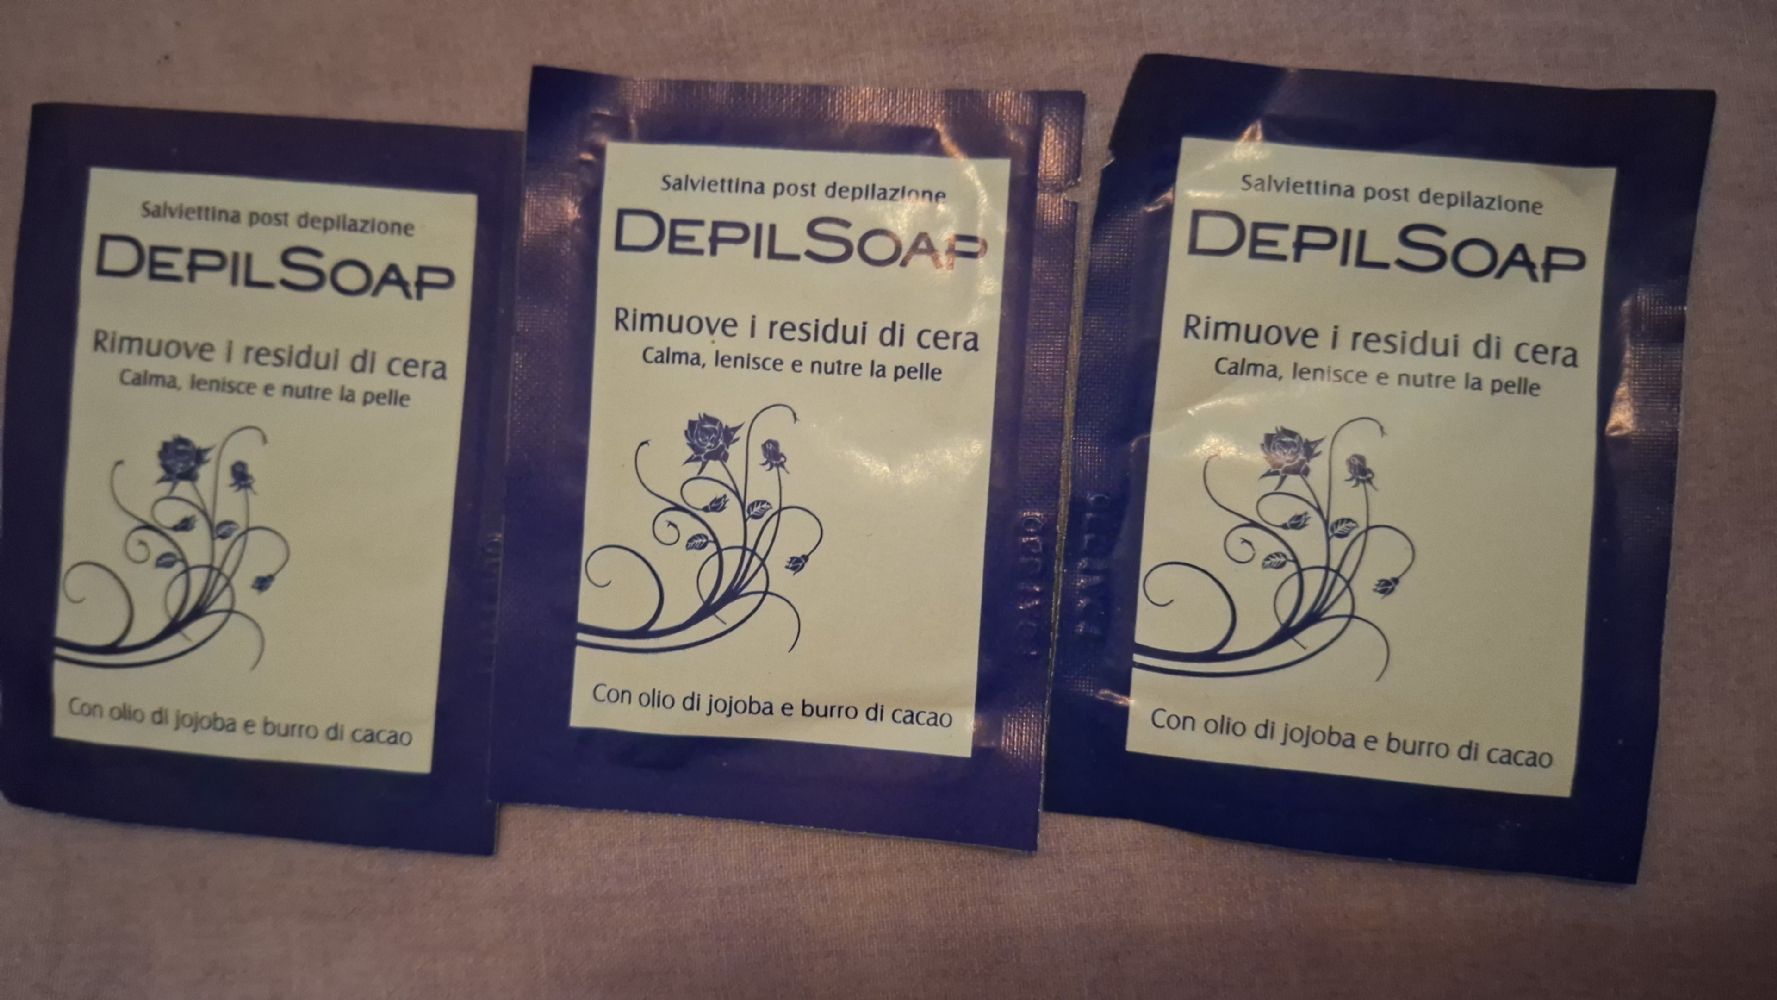 Salviettina post depilazione
DEPILSOAP
Rimuove i residui di cera
Calma, lenisce e nutre la pelle
Con olio di jojoba e burro di cacao
Salviettina post depilazione
DEPILSOAP
Rimuove i residui di cera
Calma, lenisce e nutre la pelle
Con olio di jojoba e burro di cacao
Salviettina post depilazione
DEPILSOAP
Rimuove i residui di cera
Calma, lenisce e nutre la pelle
Con olio di jojoba e burro di cacao